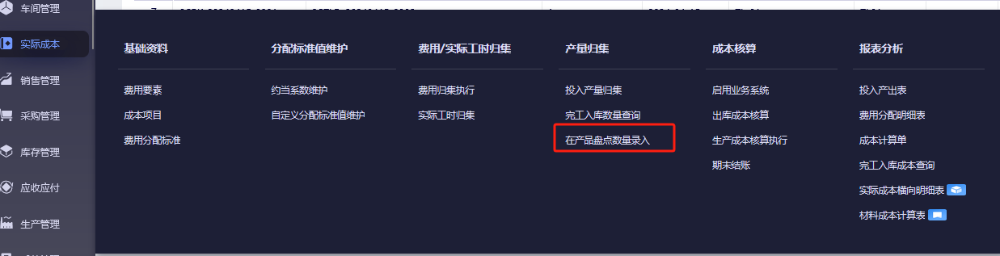 车间管理
实际成本
销售管理
采购管理
库存管理
应收应付
生产管理
基础资料
费用要素
成本项目
费用分配标准
分配标准值维护
约当系数维护
自定义分配标准值维护
费用/实际工时归集
费用归集执行
实际工时归集
产量归集
投入产量归集
完工入库数量查询
在产品盘点数量录入
成本核算
启用业务系统
出库成本核算
生产成本核算执行
期末结账
报表分析
投入产出表
费用分配明细表
成本计算单
完工入库成本查询
实际成本横向明细表
材料成本计算表